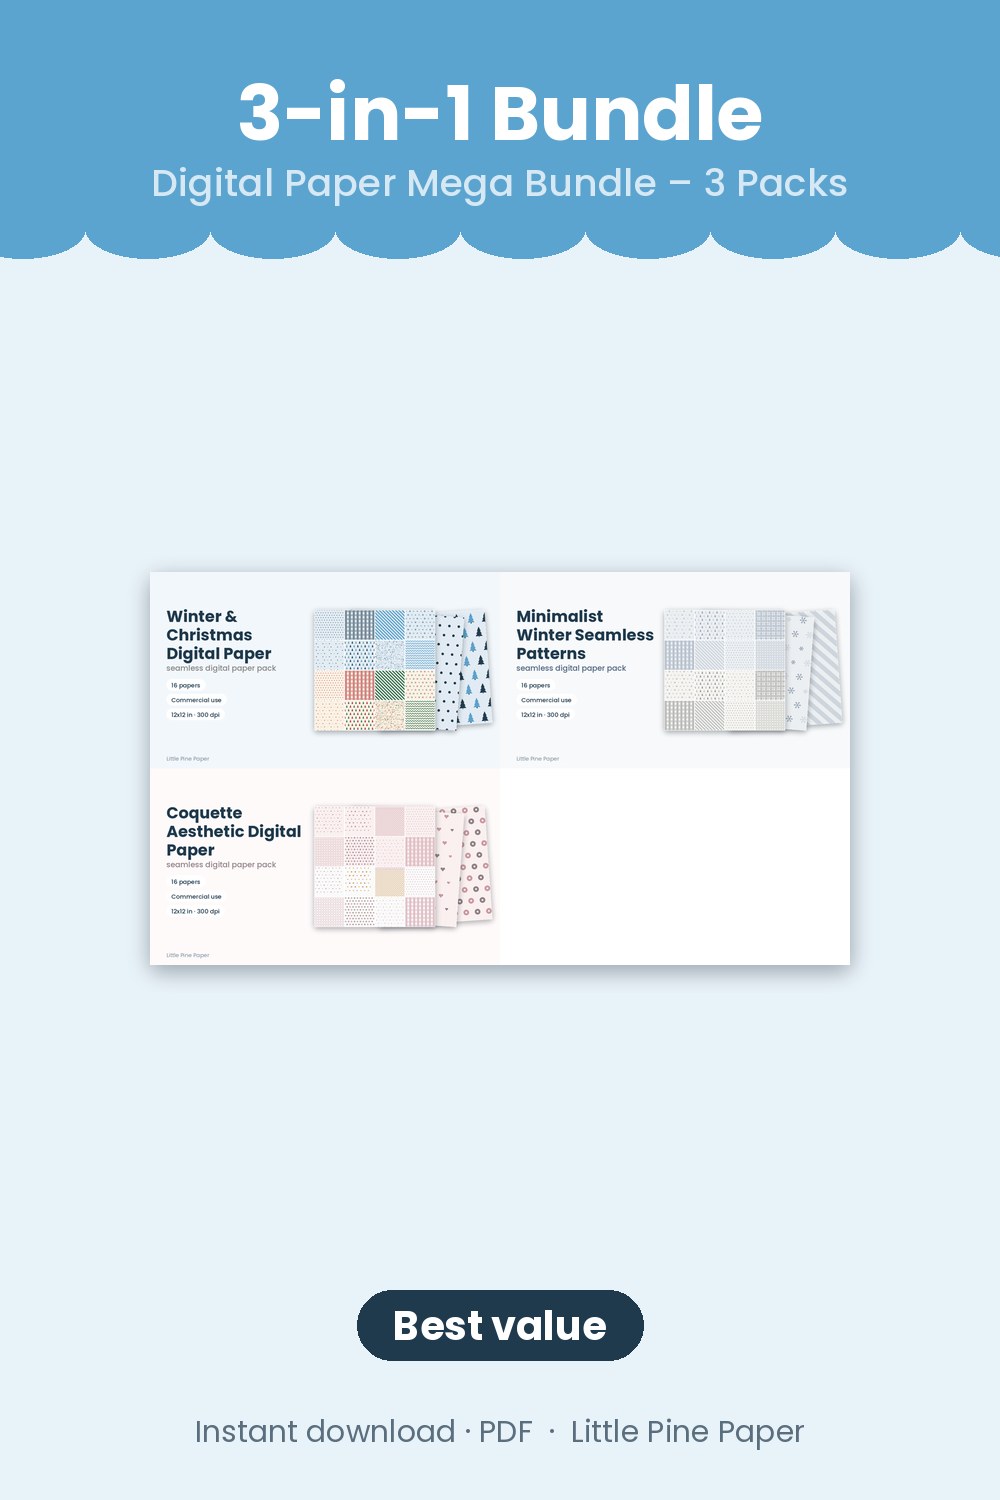 3-in-1 Bundle
Digital Paper Mega Bundle – 3 Packs
Winter &
Christmas
Digital Paper
seamless digital paper pack
16 papers
Commercial use
12x12 in · 300 dpi
Little Pine Paper
Minimalist
Winter Seamless
Patterns
seamless digital paper pack
16 papers
Commercial use
12x12 in · 300 dpi
Little Pine Paper
Coquette
Aesthetic Digital
Paper
seamless digital paper pack
16 papers
Commercial use
12x12 in · 300 dpi
Little Pine Paper
Best value
Instant download · PDF · Little Pine Paper